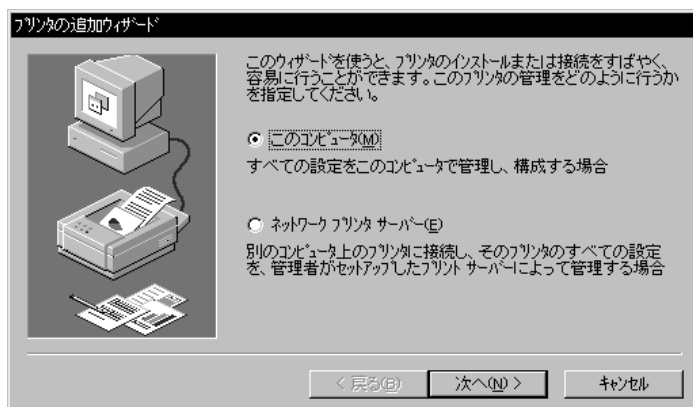 プリンタの追加ウィザード
このウィザードを使うと、プリンタのインストールまたは接続をすばやく、
容易に行うことができます。このプリンタの管理をどのように行うか
を指定してください。
このコンピュータ(M)
すべての設定をこのコンピュータで管理し、構成する場合
ネットワーク プリンタ サーバー(E)
別のコンピュータ上のプリンタに接続し、そのプリンタのすべての設定
を、管理者がセットアップしたプリント サーバーによって管理する場合
< 戻る(B)
次へ(N) >
キャンセル